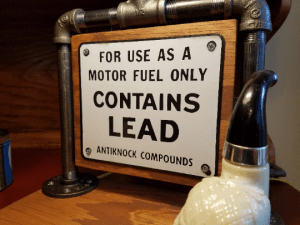 FOR USE AS A
MOTOR FUEL ONLY
CONTAINS
LEAD
ANTIKNOCK COMPOUNDS